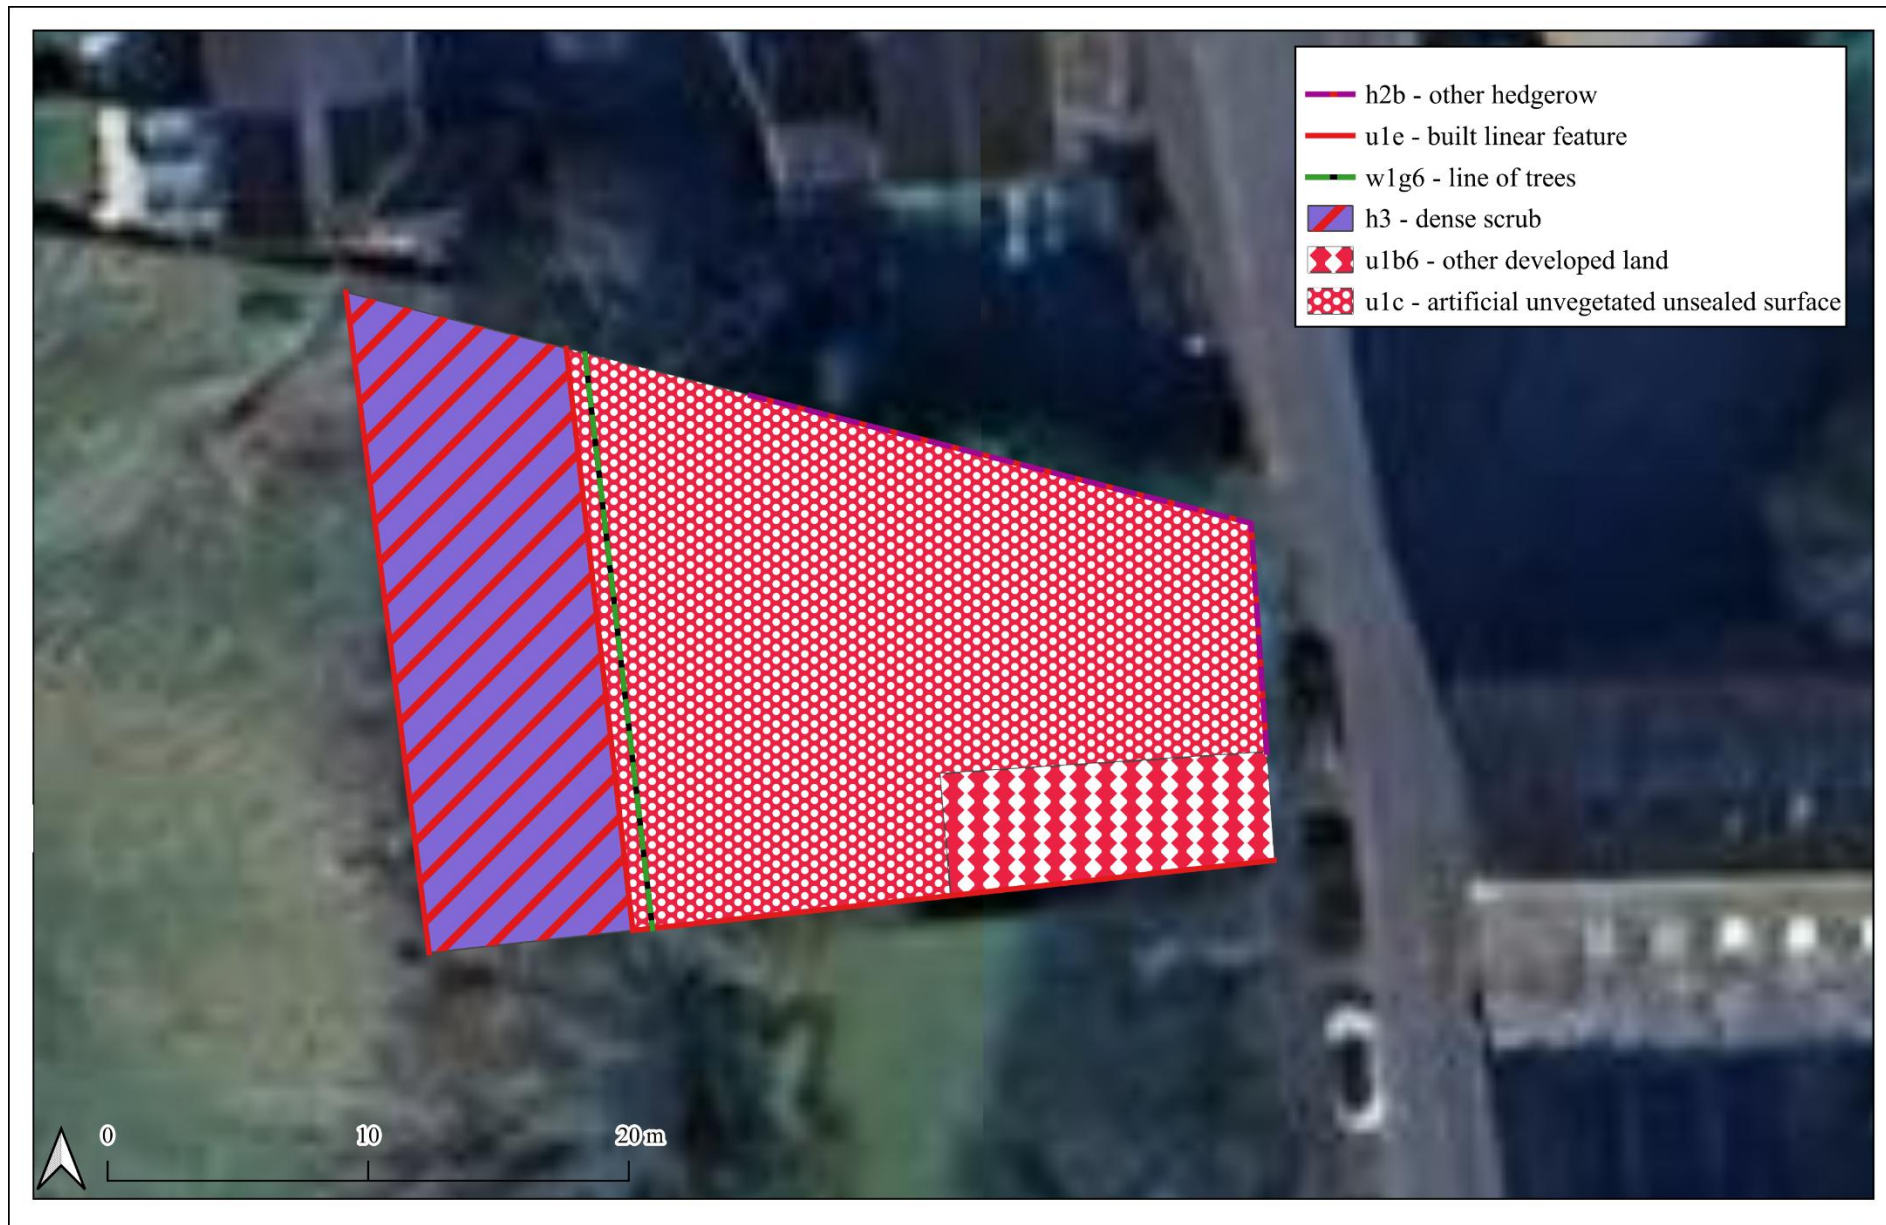 h2b - other hedgerow
u1e - built linear feature
w1g6 - line of trees
h3 - dense scrub
u1b6 - other developed land
u1c - artificial unvegetated unsealed surface
0 10 20 m